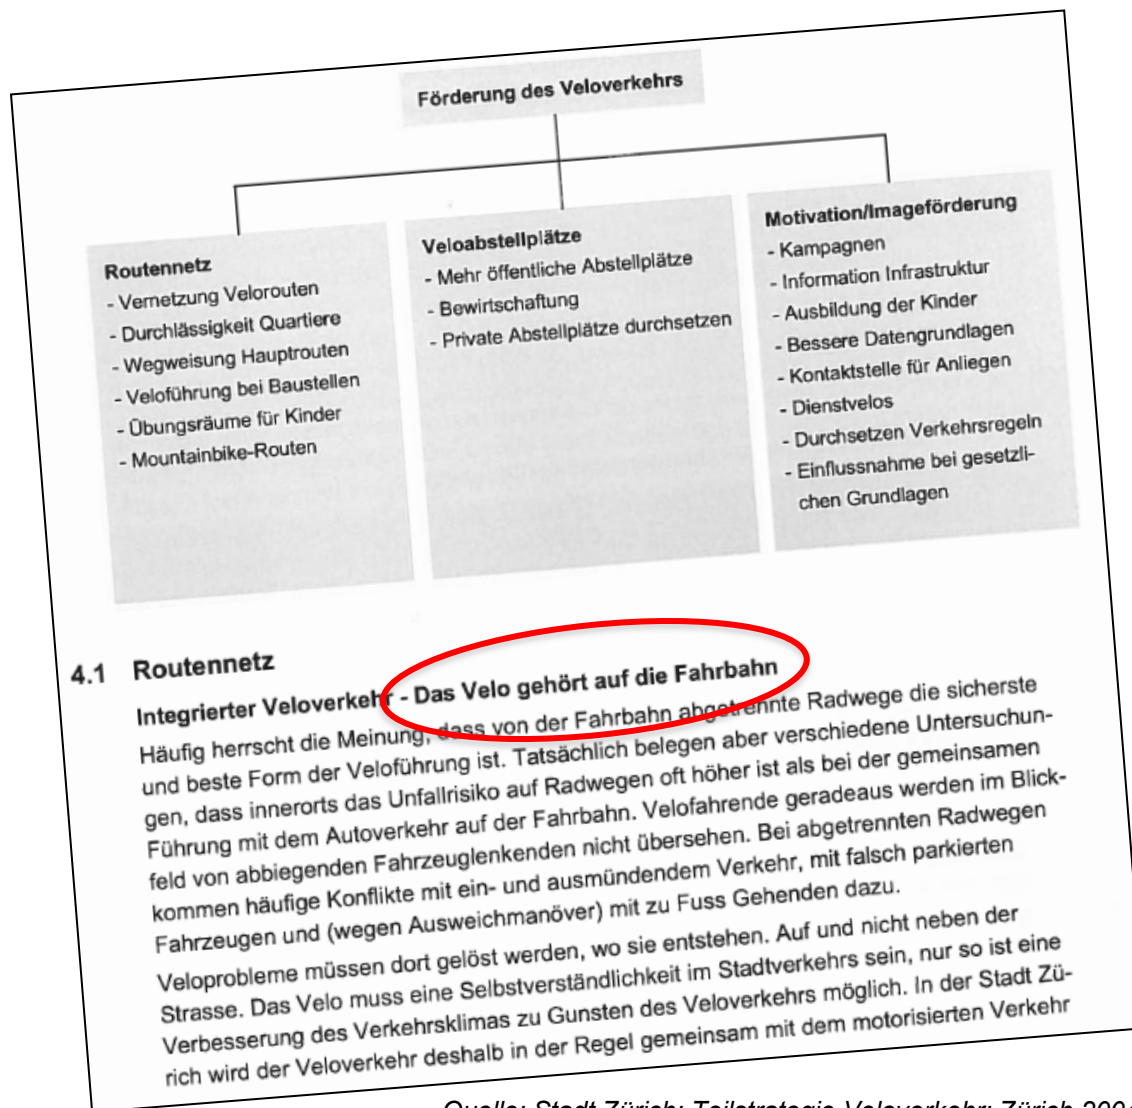 Förderung des Veloverkehrs
Routennetz
- Vernetzung Velorouten
- Durchlässigkeit Quartiere
- Wegweisung Hauptrouten
- Veloführung bei Baustellen
- Übungsräume für Kinder
- Mountainbike-Routen
Veloabstellplätze
- Mehr öffentliche Abstellplätze
- Bewirtschaftung
- Private Abstellplätze durchsetzen
Motivation/Imageförderung
- Kampagnen
- Information Infrastruktur
- Ausbildung der Kinder
- Bessere Datengrundlagen
- Kontaktstelle für Anliegen
- Dienstvelos
- Durchsetzen Verkehrsregeln
- Einflussnahme bei gesetzli-
chen Grundlagen
4.1 Routennetz
Integrierter Veloverkehr - Das Velo gehört auf die Fahrbahn
Häufig herrscht die Meinung, dass von der Fahrbahn abgetrennte Radwege die sicherste
und beste Form der Veloführung ist. Tatsächlich belegen aber verschiedene Untersuchun-
gen, dass innerorts das Unfallrisiko auf Radwegen oft höher ist als bei der gemeinsamen
Führung mit dem Autoverkehr auf der Fahrbahn. Velofahrende geradeaus werden im Blick-
feld von abbiegenden Fahrzeuglenkenden nicht übersehen. Bei abgetrennten Radwegen
kommen häufige Konflikte mit ein- und ausmündendem Verkehr, mit falsch parkierten
Fahrzeugen und (wegen Ausweichmanöver) mit zu Fuss Gehenden dazu.
Veloprobleme müssen dort gelöst werden, wo sie entstehen. Auf und nicht neben der
Strasse. Das Velo muss eine Selbstverständlichkeit im Stadtverkehrs sein, nur so ist eine
Verbesserung des Verkehrsklimas zu Gunsten des Veloverkehrs möglich. In der Stadt Zü-
rich wird der Veloverkehr deshalb in der Regel gemeinsam mit dem motorisierten Verkehr
Quelle: Stadt Zürich: Teilstrategie Veloverkehr; Zürich